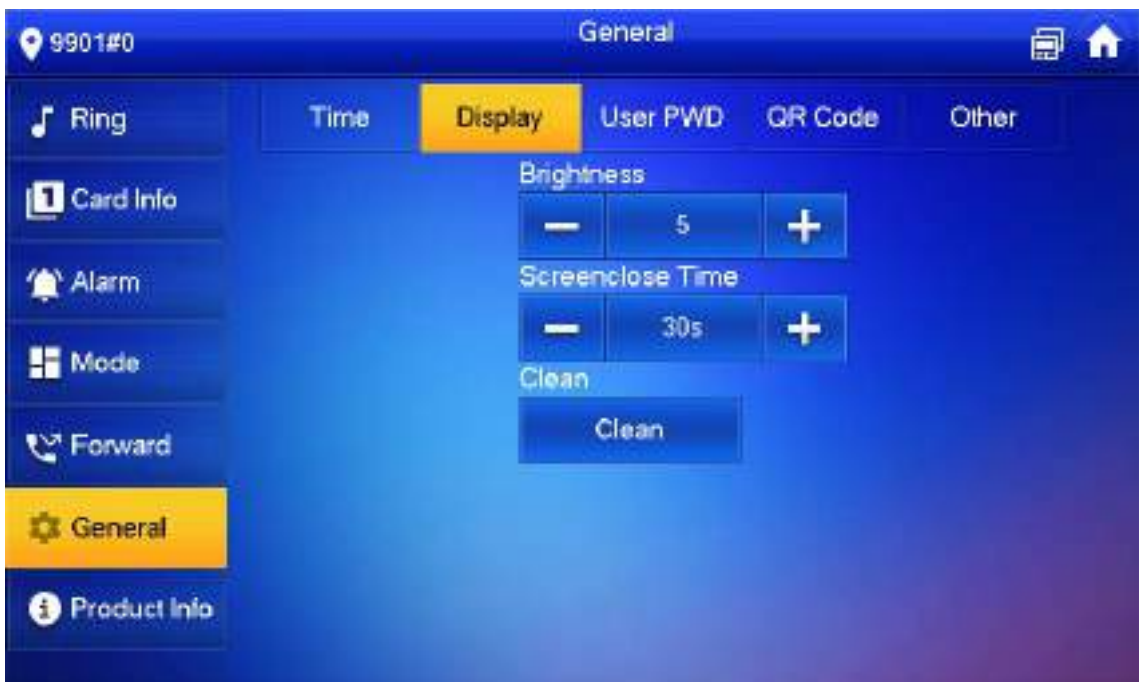 9901#0
General
Ring
Card Info
Alarm
Mode
Forward
General
Product Info
Time Display User PWD QR Code Other
Brightness
5
Screenclose Time
30s
Clean
Clean